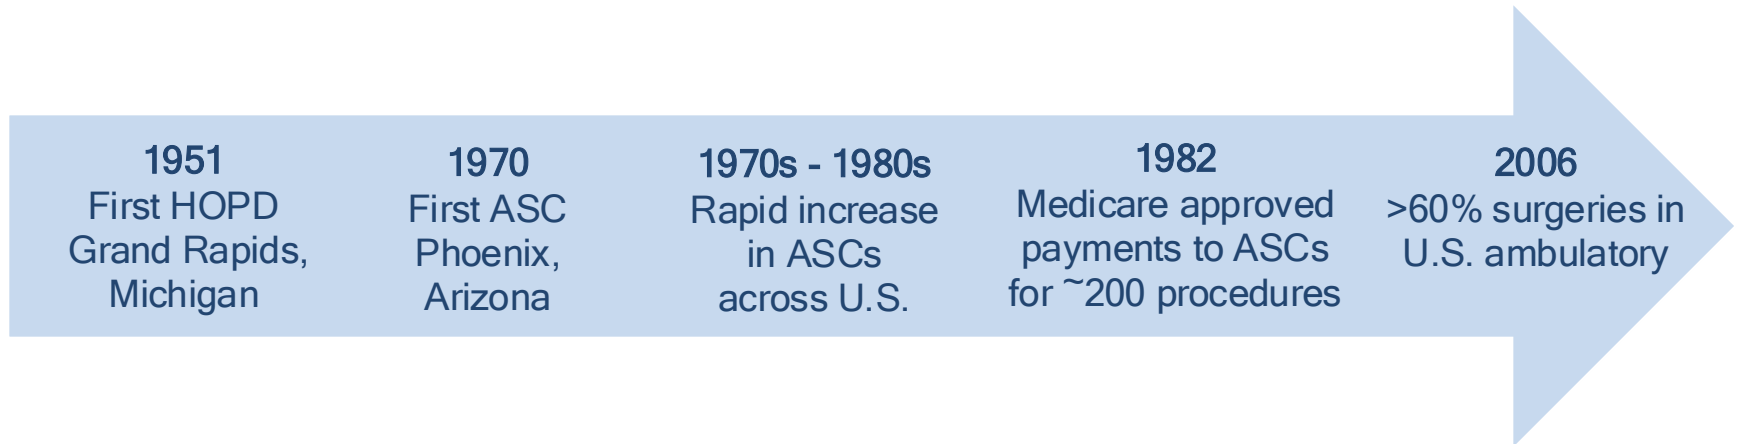 1951
First HOPD
Grand Rapids,
Michigan
1970
First ASC
Phoenix,
Arizona
1970s - 1980s
Rapid increase
in ASCs
across U.S.
1982
Medicare approved
payments to ASCs
for ~200 procedures
2006
>60% surgeries in
U.S. ambulatory